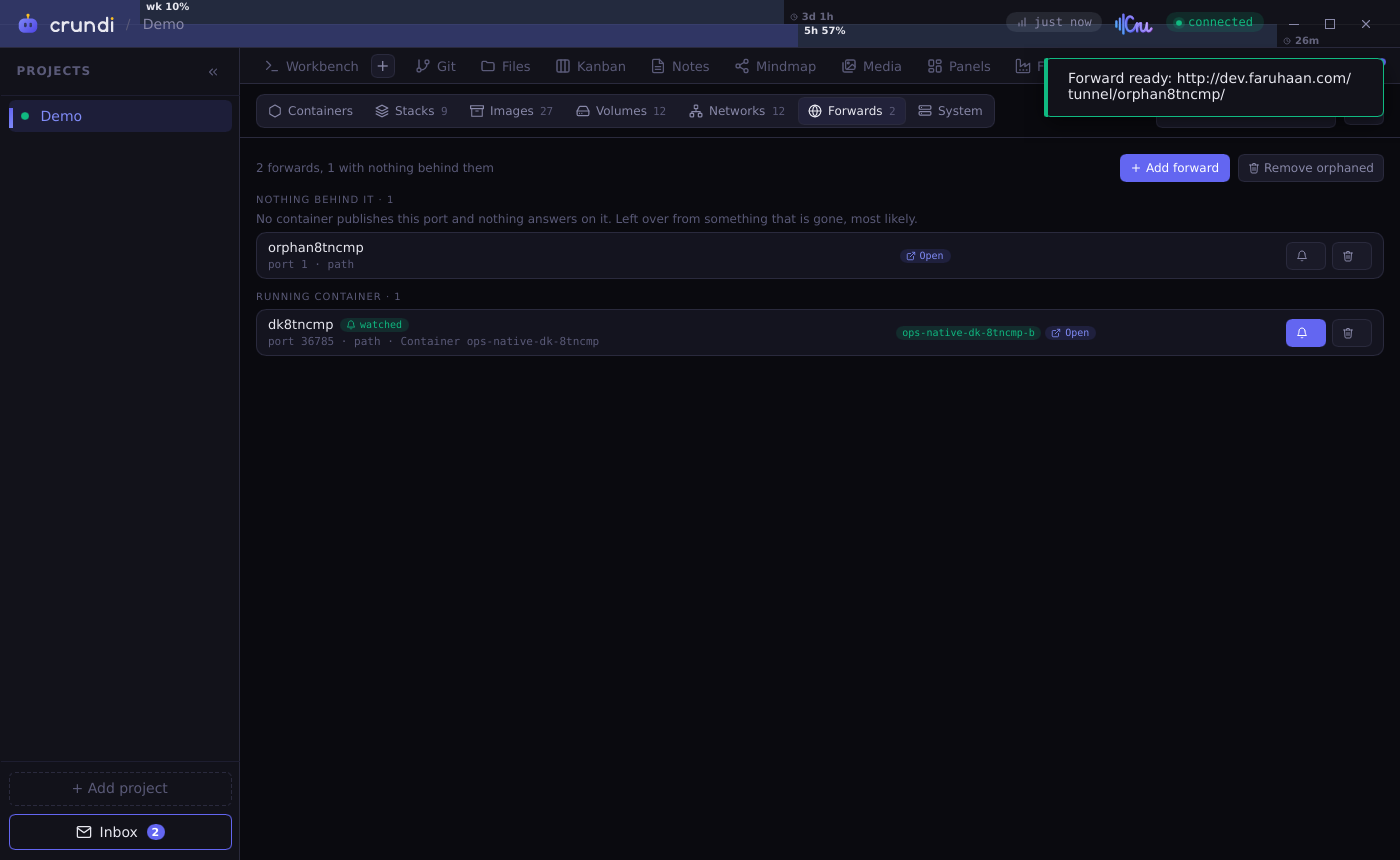 wk 10%
3d 1h
5h 57%
26m
crundi / Demo
just now
Cru
connected
PROJECTS
«
Demo
+ Add project
Inbox 2
Workbench
+
Git
Files
Kanban
Notes
Mindmap
Media
Panels
F
Forward ready: http://dev.faruhaan.com/
tunnel/orphan8tncmp/
Containers
Stacks 9
Images 27
Volumes 12
Networks 12
Forwards 2
System
2 forwards, 1 with nothing behind them
+ Add forward
Remove orphaned
NOTHING BEHIND IT · 1
No container publishes this port and nothing answers on it. Left over from something that is gone, most likely.
orphan8tncmp
port 1 · path
Open
RUNNING CONTAINER · 1
dk8tncmp watched
port 36785 · path · Container ops-native-dk-8tncmp
ops-native-dk-8tncmp-b Open